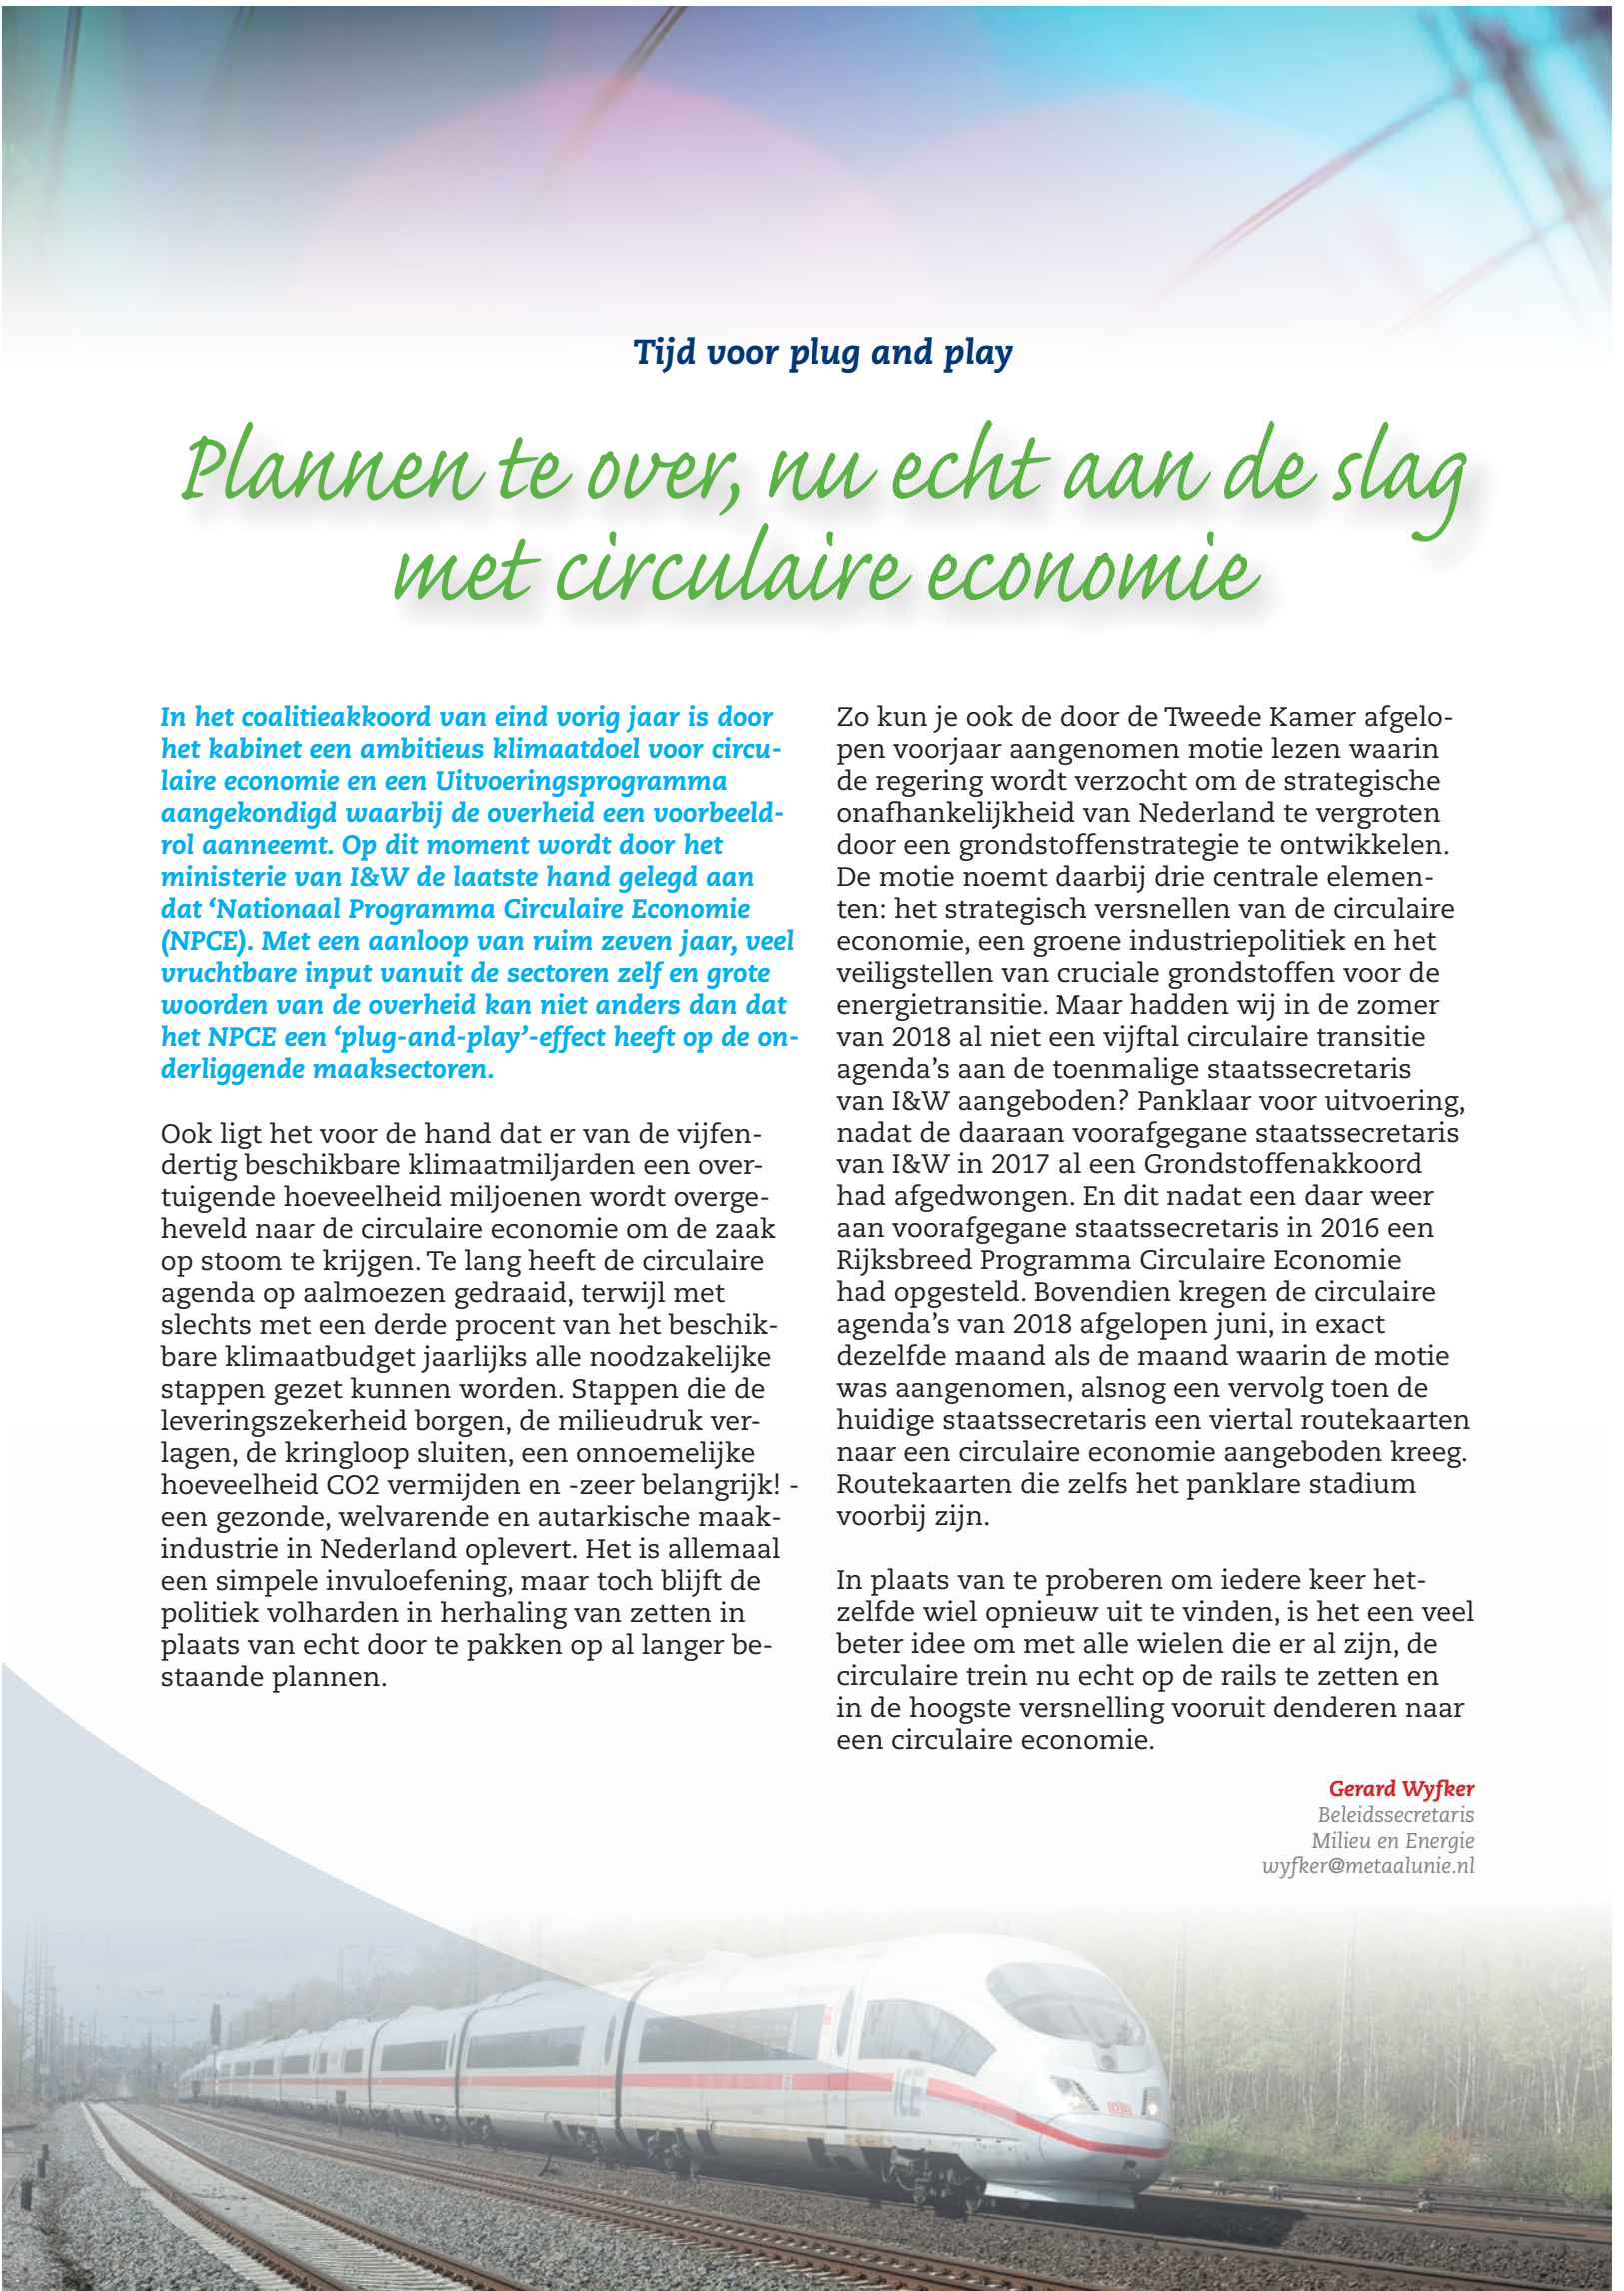 Tijd voor plug and play
Plannen te over, nu echt aan de slag
met circulaire economie
In het coalitieakkoord van eind vorig jaar is door
het kabinet een ambitieus klimaatdoel voor circu-
laire economie en een Uitvoeringsprogramma
aangekondigd waarbij de overheid een voorbeeld-
rol aanneemt. Op dit moment wordt door het
ministerie van I&W de laatste hand gelegd aan
dat ‘Nationaal Programma Circulaire Economie
(NPCE). Met een aanloop van ruim zeven jaar, veel
vruchtbare input vanuit de sectoren zelf en grote
woorden van de overheid kan niet anders dan dat
het NPCE een ‘plug-and-play’-effect heeft op de on-
derliggende maaksectoren.
Ook ligt het voor de hand dat er van de vijfen-
dertig beschikbare klimaatmiljarden een over-
tuigende hoeveelheid miljoenen wordt overge-
heveld naar de circulaire economie om de zaak
op stoom te krijgen. Te lang heeft de circulaire
agenda op aalmoezen gedraaid, terwijl met
slechts met een derde procent van het beschik-
bare klimaatbudget jaarlijks alle noodzakelijke
stappen gezet kunnen worden. Stappen die de
leveringszekerheid borgen, de milieudruk ver-
lagen, de kringloop sluiten, een onnoemelijke
hoeveelheid CO2 vermijden en -zeer belangrijk! -
een gezonde, welvarende en autarkische maak-
industrie in Nederland oplevert. Het is allemaal
een simpele invuloefening, maar toch blijft de
politiek volharden in herhaling van zetten in
plaats van echt door te pakken op al langer be-
staande plannen.
Zo kun je ook de door de Tweede Kamer afgelo-
pen voorjaar aangenomen motie lezen waarin
de regering wordt verzocht om de strategische
onafhankelijkheid van Nederland te vergroten
door een grondstoffenstrategie te ontwikkelen.
De motie noemt daarbij drie centrale elemen-
ten: het strategisch versnellen van de circulaire
economie, een groene industriepolitiek en het
veiligstellen van cruciale grondstoffen voor de
energietransitie. Maar hadden wij in de zomer
van 2018 al niet een vijftal circulaire transitie
agenda’s aan de toenmalige staatssecretaris
van I&W aangeboden? Panklaar voor uitvoering,
nadat de daaraan voorafgegane staatssecretaris
van I&W in 2017 al een Grondstoffenakkoord
had afgedwongen. En dit nadat een daar weer
aan voorafgegane staatssecretaris in 2016 een
Rijksbreed Programma Circulaire Economie
had opgesteld. Bovendien kregen de circulaire
agenda’s van 2018 afgelopen juni, in exact
dezelfde maand als de maand waarin de motie
was aangenomen, alsnog een vervolg toen de
huidige staatssecretaris een viertal routekaarten
naar een circulaire economie aangeboden kreeg.
Routekaarten die zelfs het panklare stadium
voorbij zijn.
In plaats van te proberen om iedere keer het-
zelfde wiel opnieuw uit te vinden, is het een veel
beter idee om met alle wielen die er al zijn, de
circulaire trein nu echt op de rails te zetten en
in de hoogste versnelling vooruit denderen naar
een circulaire economie.
Gerard Wyfker
Beleidssecretaris
Milieu en Energie
wyfker@metaalunie.nl
ICE
DB